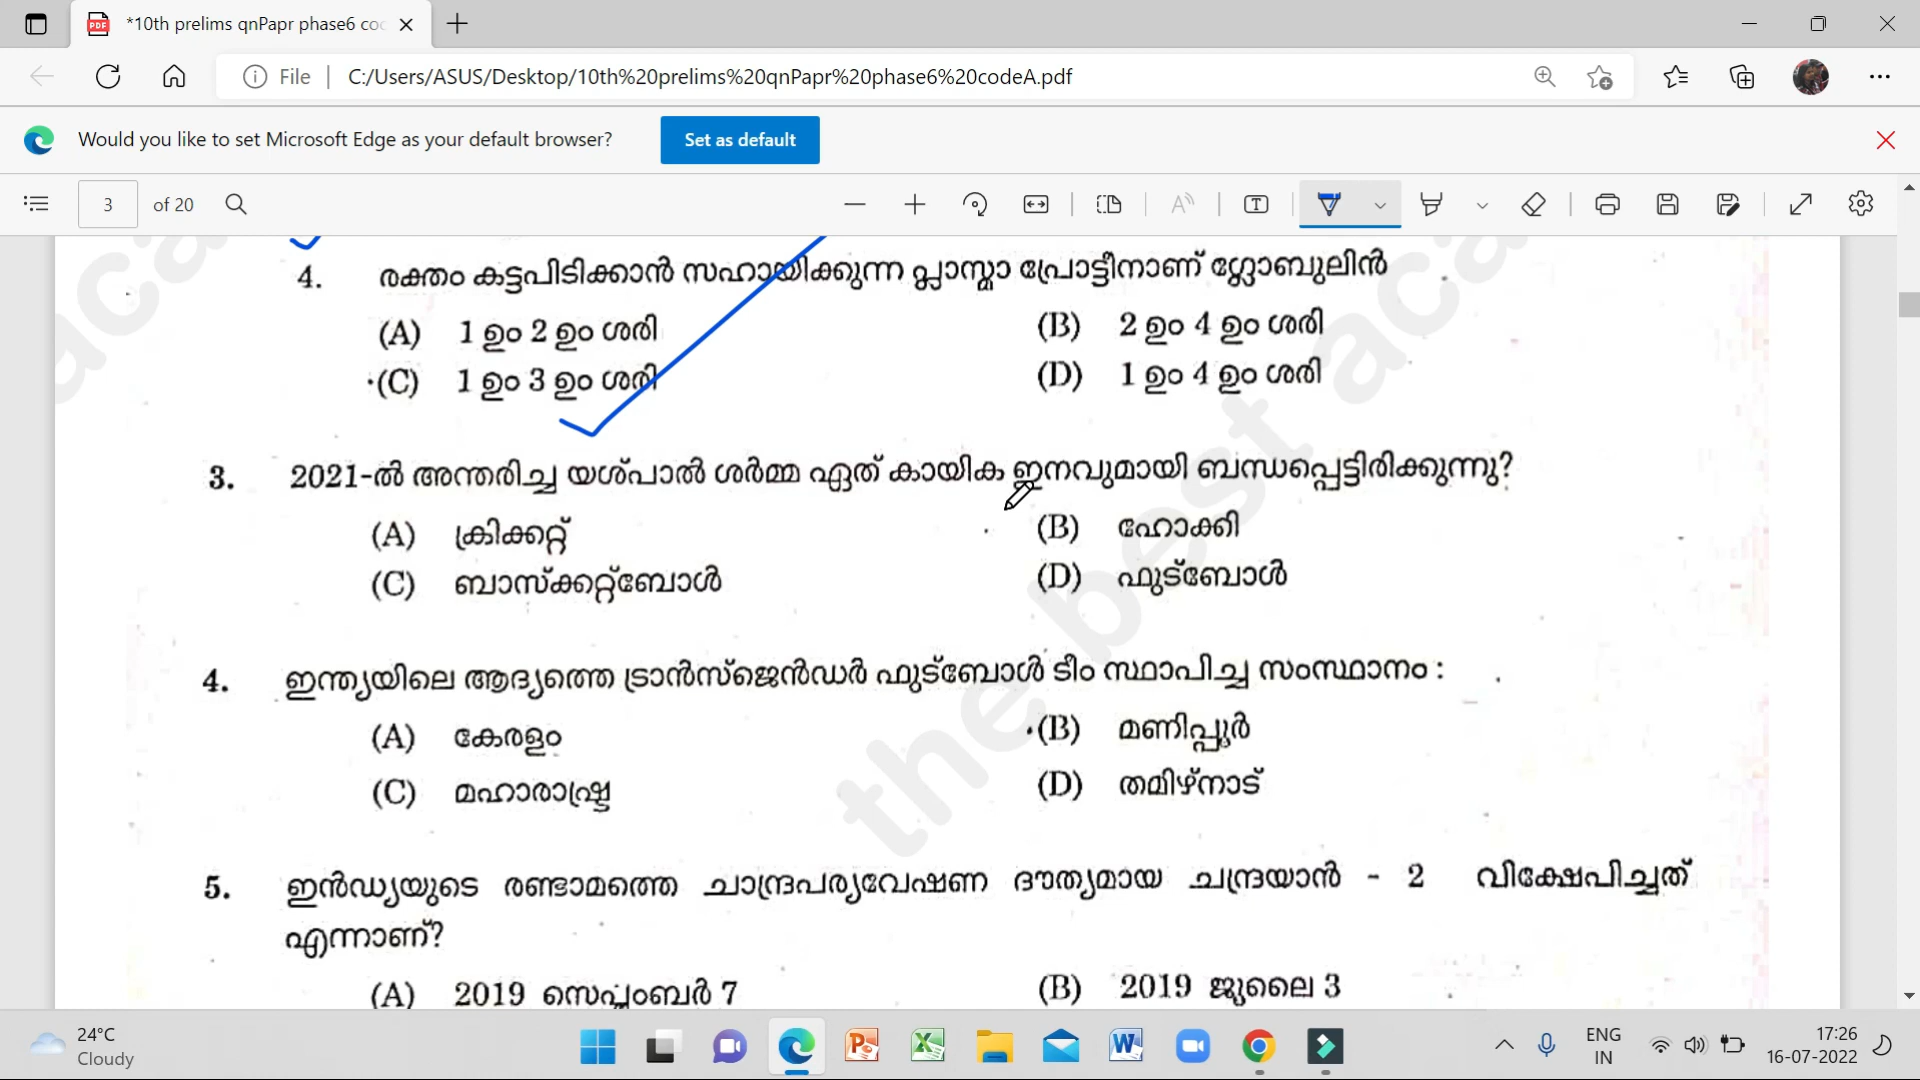 *10th prelims qnPapr phase6 coc
File | C:/Users/ASUS/Desktop/10th%20prelims%20qnPapr%20phase6%20codeA.pdf
Would you like to set Microsoft Edge as your default browser? Set as default
3 of 20
4. രക്തം കട്ടപിടിക്കാൻ സഹായിക്കുന്ന പ്ലാസ്മാ പ്രോട്ടീനാണ് ഗ്ലോബുലിൻ
(A) 1 ഉം 2 ഉം ശരി (B) 2 ഉം 4 ഉം ശരി
(C) 1 ഉം 3 ഉം ശരി (D) 1 ഉം 4 ഉം ശരി
3. 2021-ൽ അന്തരിച്ച യശ്പാൽ ശർമ്മ ഏത് കായിക ഇനവുമായി ബന്ധപ്പെട്ടിരിക്കുന്നു?
(A) ക്രിക്കറ്റ് (B) ഹോക്കി
(C) ബാസ്ക്കറ്റ്ബോൾ (D) ഫുട്ബോൾ
4. ഇന്ത്യയിലെ ആദ്യത്തെ ട്രാൻസ്ജെൻഡർ ഫുട്ബോൾ ടീം സ്ഥാപിച്ച സംസ്ഥാനം :
(A) കേരളം (B) മണിപ്പൂർ
(C) മഹാരാഷ്ട്ര (D) തമിഴ്നാട്
5. ഇൻഡ്യയുടെ രണ്ടാമത്തെ ചാന്ദ്രപര്യവേഷണ ദൗത്യമായ ചന്ദ്രയാൻ - 2 വിക്ഷേപിച്ചത്
എന്നാണ്?
(A) 2019 സെപ്റ്റംബർ 7 (B) 2019 ജൂലൈ 3
the best aca
24°C
Cloudy
ENG
IN
17:26
16-07-2022